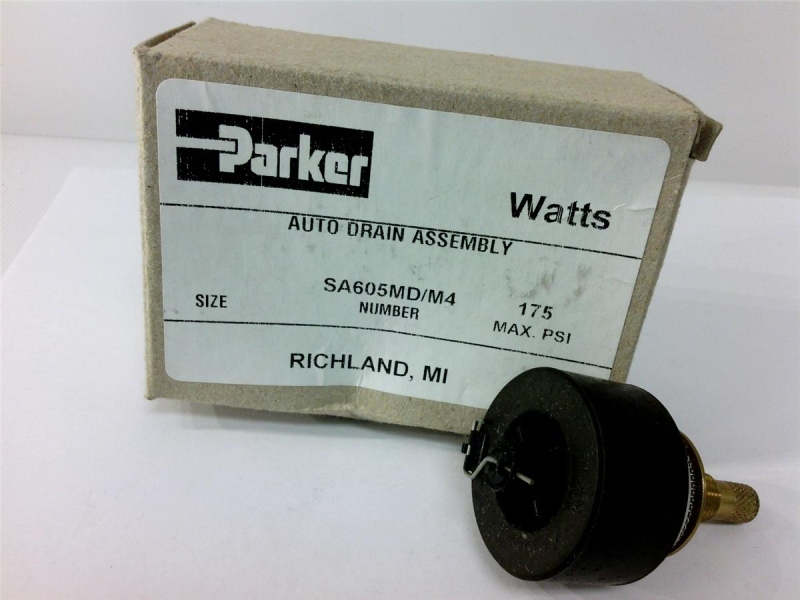 Parker
Watts
AUTO DRAIN ASSEMBLY
SA605MD/M4
175
SIZE
NUMBER
MAX. PSI
RICHLAND, MI